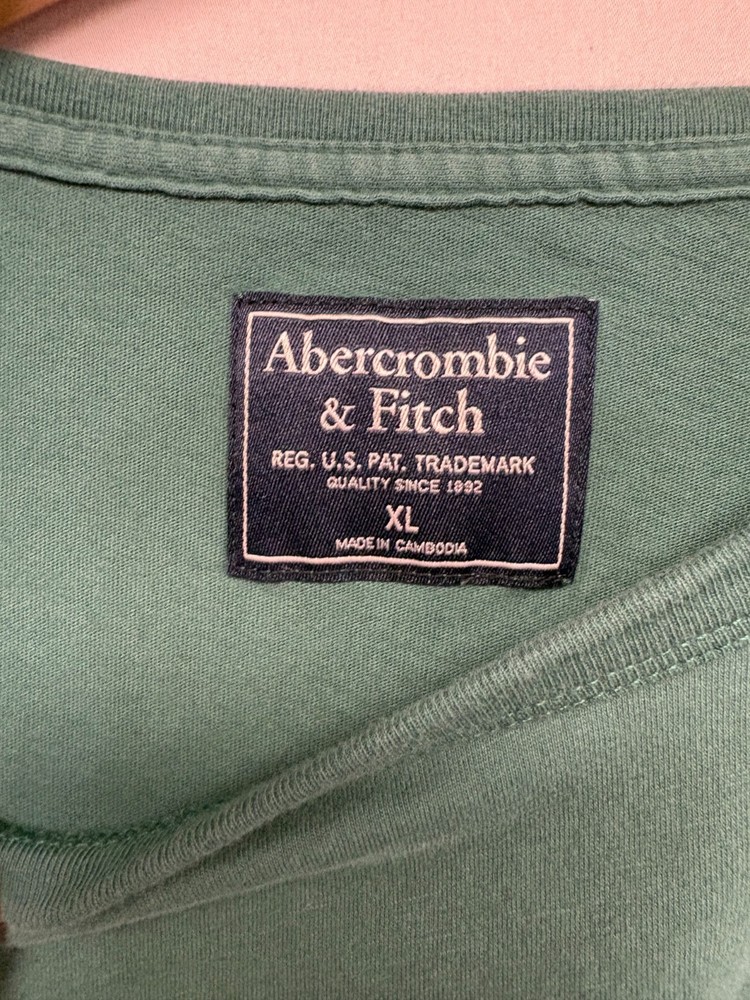 Abercrombie
& Fitch
REG. U.S. PAT. TRADEMARK
QUALITY SINCE 1892
XL
MADE IN CAMBODIA